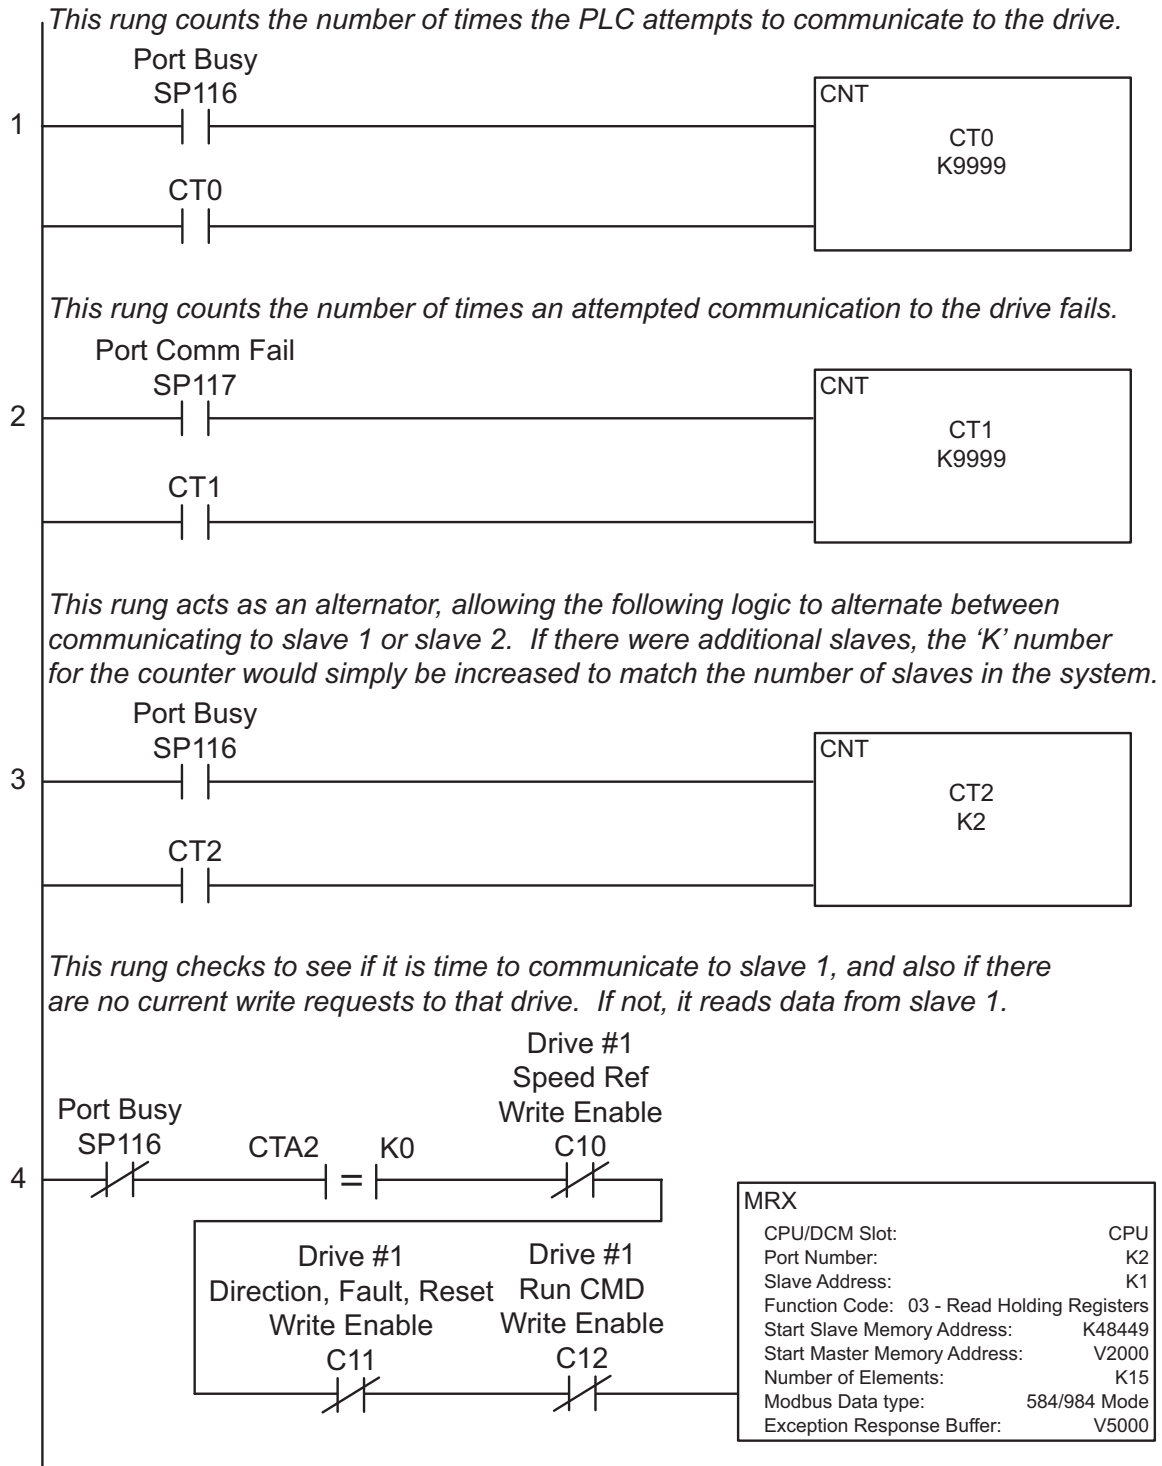 This rung counts the number of times the PLC attempts to communicate to the drive.
Port Busy
SP116
1
CNT
CT0
K9999
CT0
This rung counts the number of times an attempted communication to the drive fails.
Port Comm Fail
SP117
2
CNT
CT1
K9999
CT1
This rung acts as an alternator, allowing the following logic to alternate between
communicating to slave 1 or slave 2.  If there were additional slaves, the ‘K’ number
for the counter would simply be increased to match the number of slaves in the system.
Port Busy
SP116
3
CNT
CT2
K2
CT2
This rung checks to see if it is time to communicate to slave 1, and also if there
are no current write requests to that drive.  If not, it reads data from slave 1.
Drive #1
Speed Ref
Write Enable
C10
Port Busy
SP116
CTA2 = K0
4
Drive #1
Direction, Fault, Reset
Write Enable
C11
Drive #1
Run CMD
Write Enable
C12
MRX
CPU/DCM Slot: CPU
Port Number: K2
Slave Address: K1
Function Code: 03 - Read Holding Registers
Start Slave Memory Address: K48449
Start Master Memory Address: V2000
Number of Elements: K15
Modbus Data type: 584/984 Mode
Exception Response Buffer: V5000